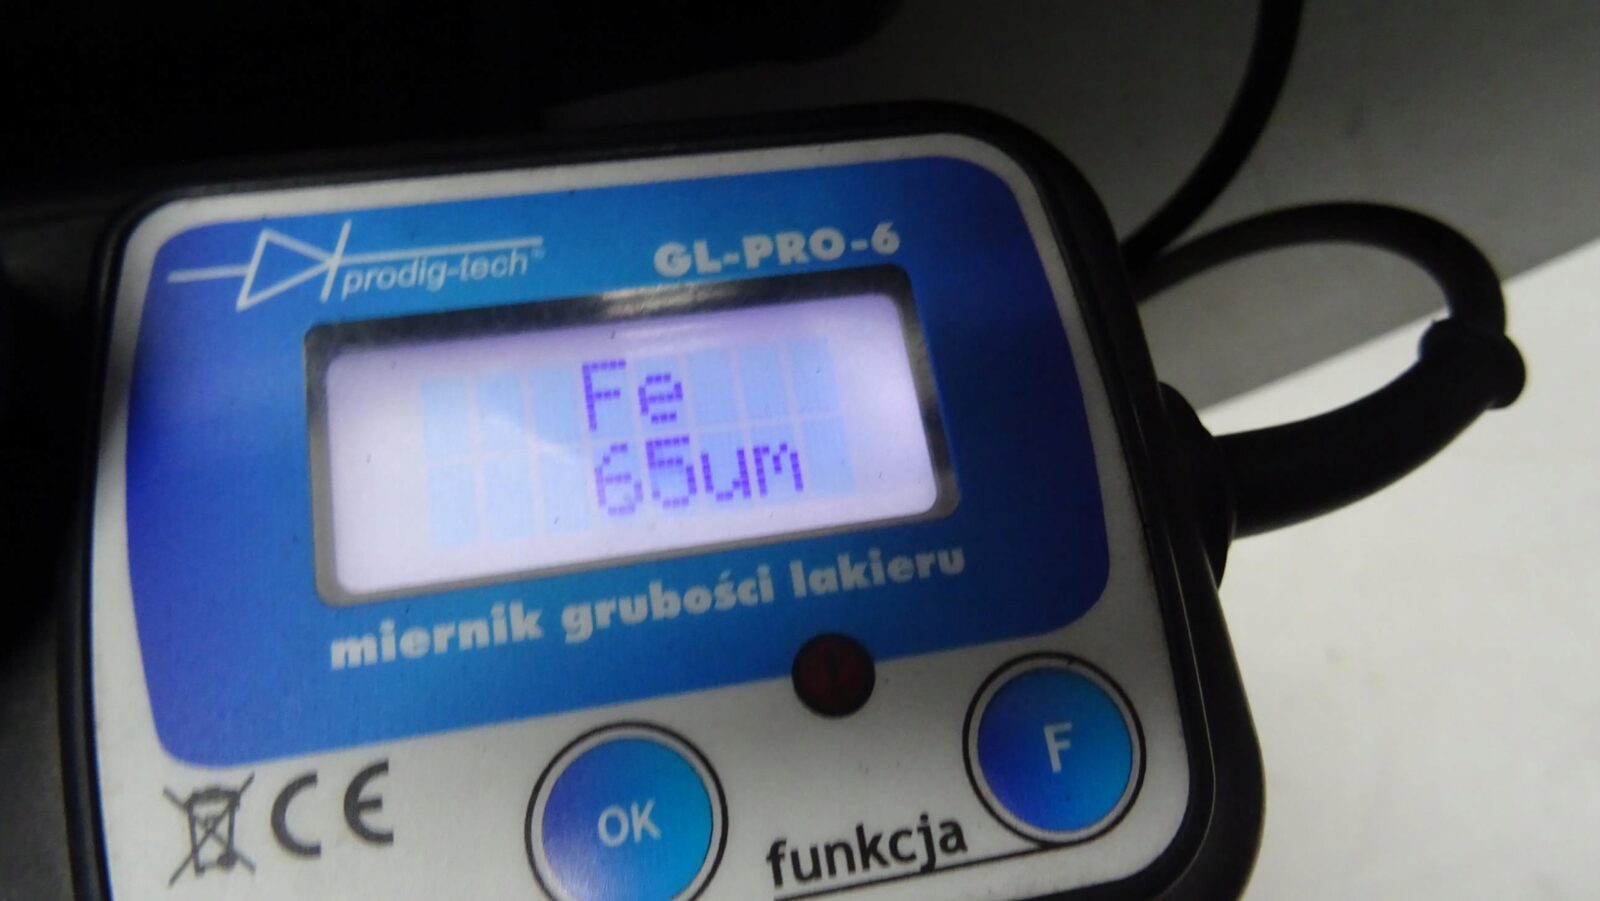 prodig-tech®
GL-PRO-6
Fe
65um
miernik grubości lakieru
CE
OK
F
funkcja